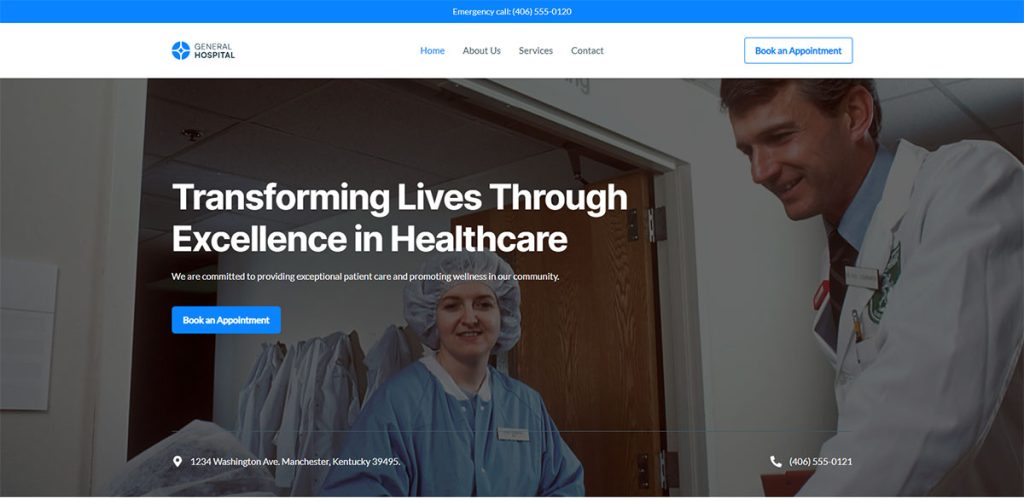 Emergency call: (406) 555-0120
GENERAL
HOSPITAL
Home
About Us
Services
Contact
Book an Appointment
Transforming Lives Through
Excellence in Healthcare
We are committed to providing exceptional patient care and promoting wellness in our community.
Book an Appointment
1234 Washington Ave. Manchester, Kentucky 39495.
(406) 555-0121